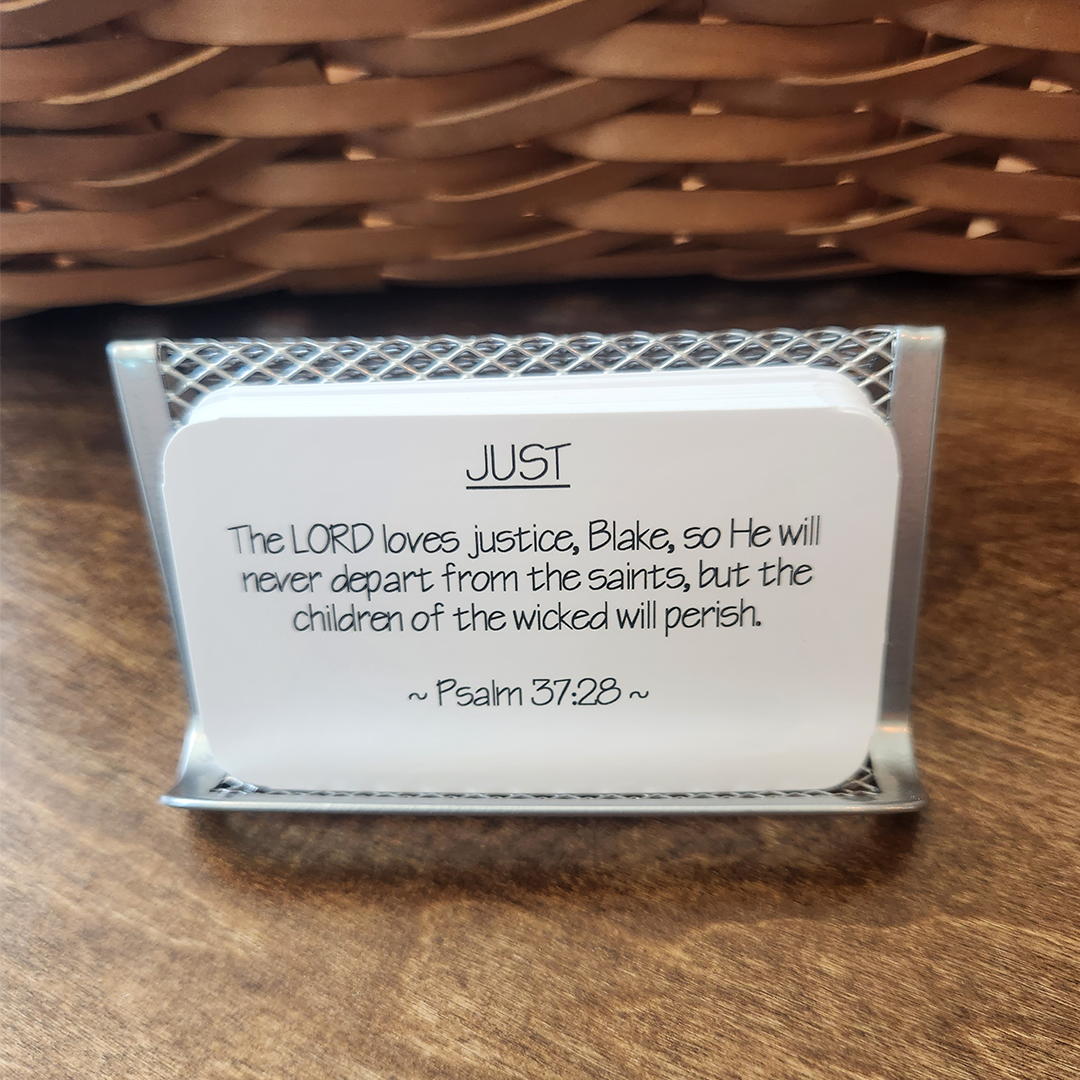 JUST
The LORD loves justice, Blake, so He will
never depart from the saints, but the
children of the wicked will perish.
~ Psalm 37:28 ~